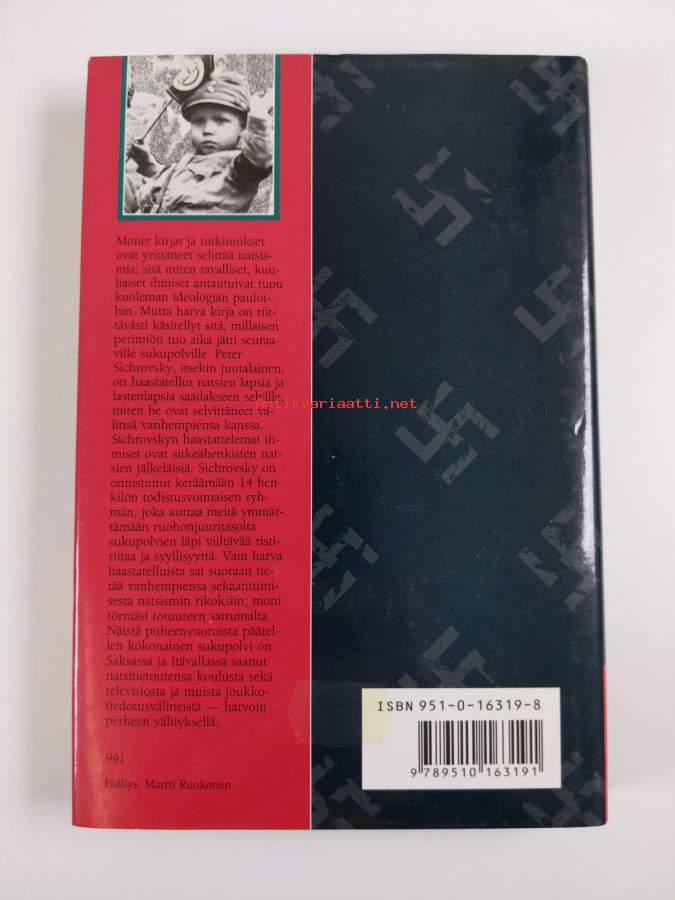 Monet kirjat ja tutkimukset
ovat yrittäneet selittää natsis-
mia; sitä miten tavalliset, kuu-
liaiset ihmiset antautuivat tuon
kuoleman ideologian pauloi-
hin. Mutta harva kirja on riit-
tävästi käsitellyt sitä, millaisen
perinnön tuo aika jätti seuraa-
ville sukupolville. Peter
Sichrovsky, itsekin juutalainen,
on haastatellut natsien lapsia ja
lastenlapsia saadakseen selville,
antikvariaatti.net
miten he ovat selvittäneet vä-
linsä vanhempiensa kanssa.
Sichrovskyn haastattelemat ih-
miset ovat sitkeähenkisten nat-
sien jälkeläisiä. Sichrovsky on
onnistunut keräämään 14 hen-
kilön todistusvoimaisen ryh-
män, joka auttaa meitä ymmär-
tämään ruohonjuuritasolta
sukupolvien läpi viiltävää risti-
riitaa ja syyllisyyttä. Vain harva
haastatelluista sai suoraan tie-
tää vanhempiensa sekaantumi-
sesta natsismin rikoksiin; moni
törmäsi totuuteen sattumalta.
Näistä puheenvuoroista päätel-
len kokonainen sukupolvi on
Saksassa ja Itävallassa saanut
natsitietoutensa koulusta sekä
televisiosta ja muista joukko-
tiedotusvälineistä — harvoin
perheen välityksellä.
991
Päällys Martti Ruokonen
ISBN 951-0-16319-8
9 789510 163191